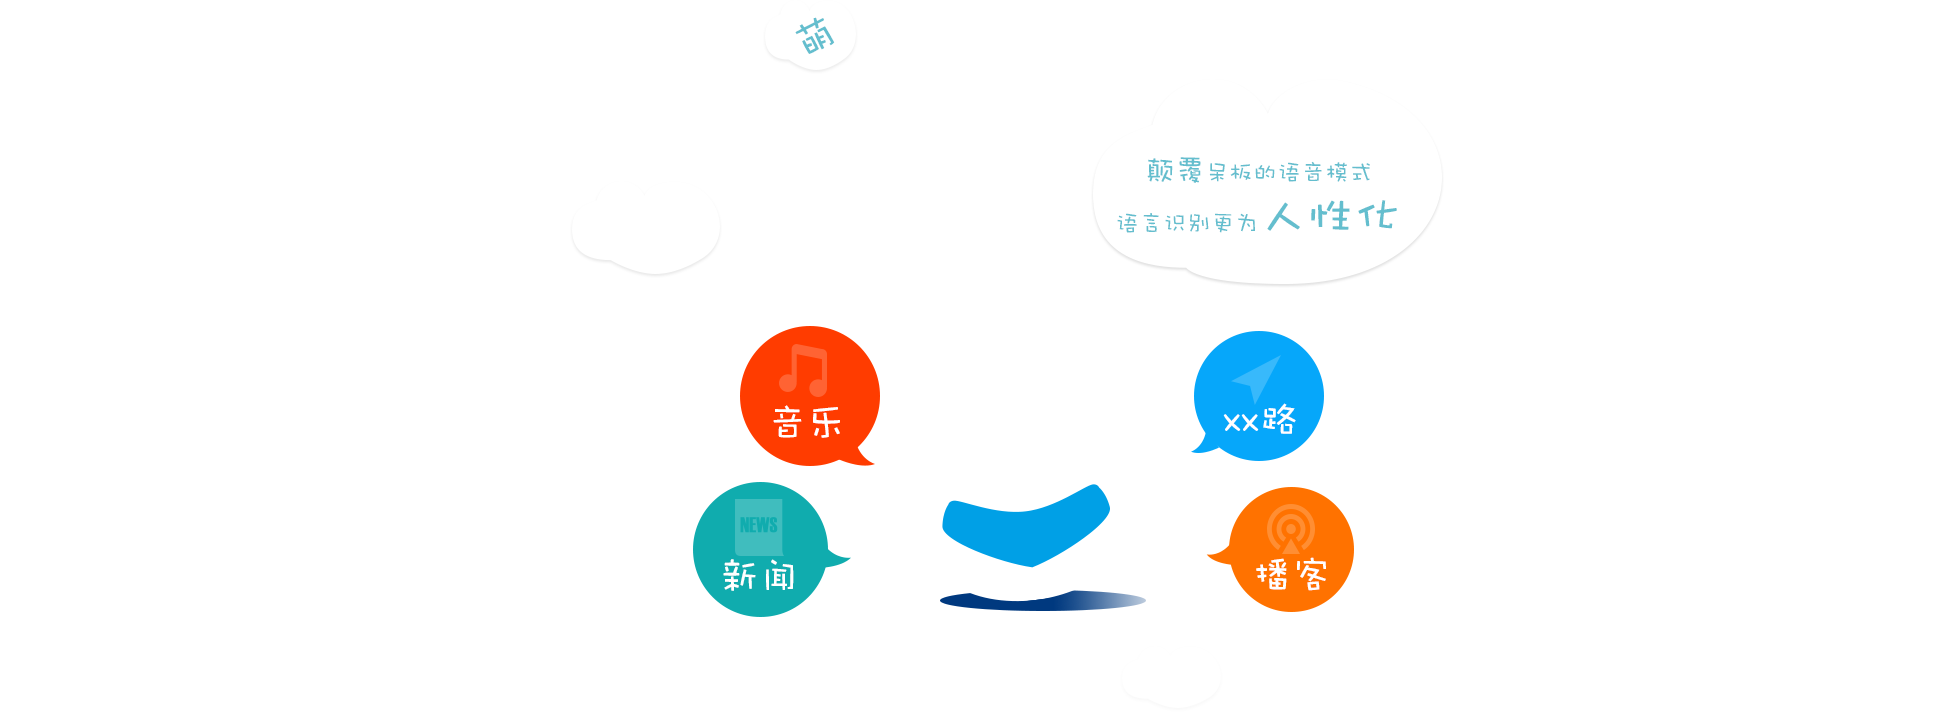 萌
颠覆呆板的语音模式
语言识别更为人性化
音乐
xx路
NEWS
新闻
播客